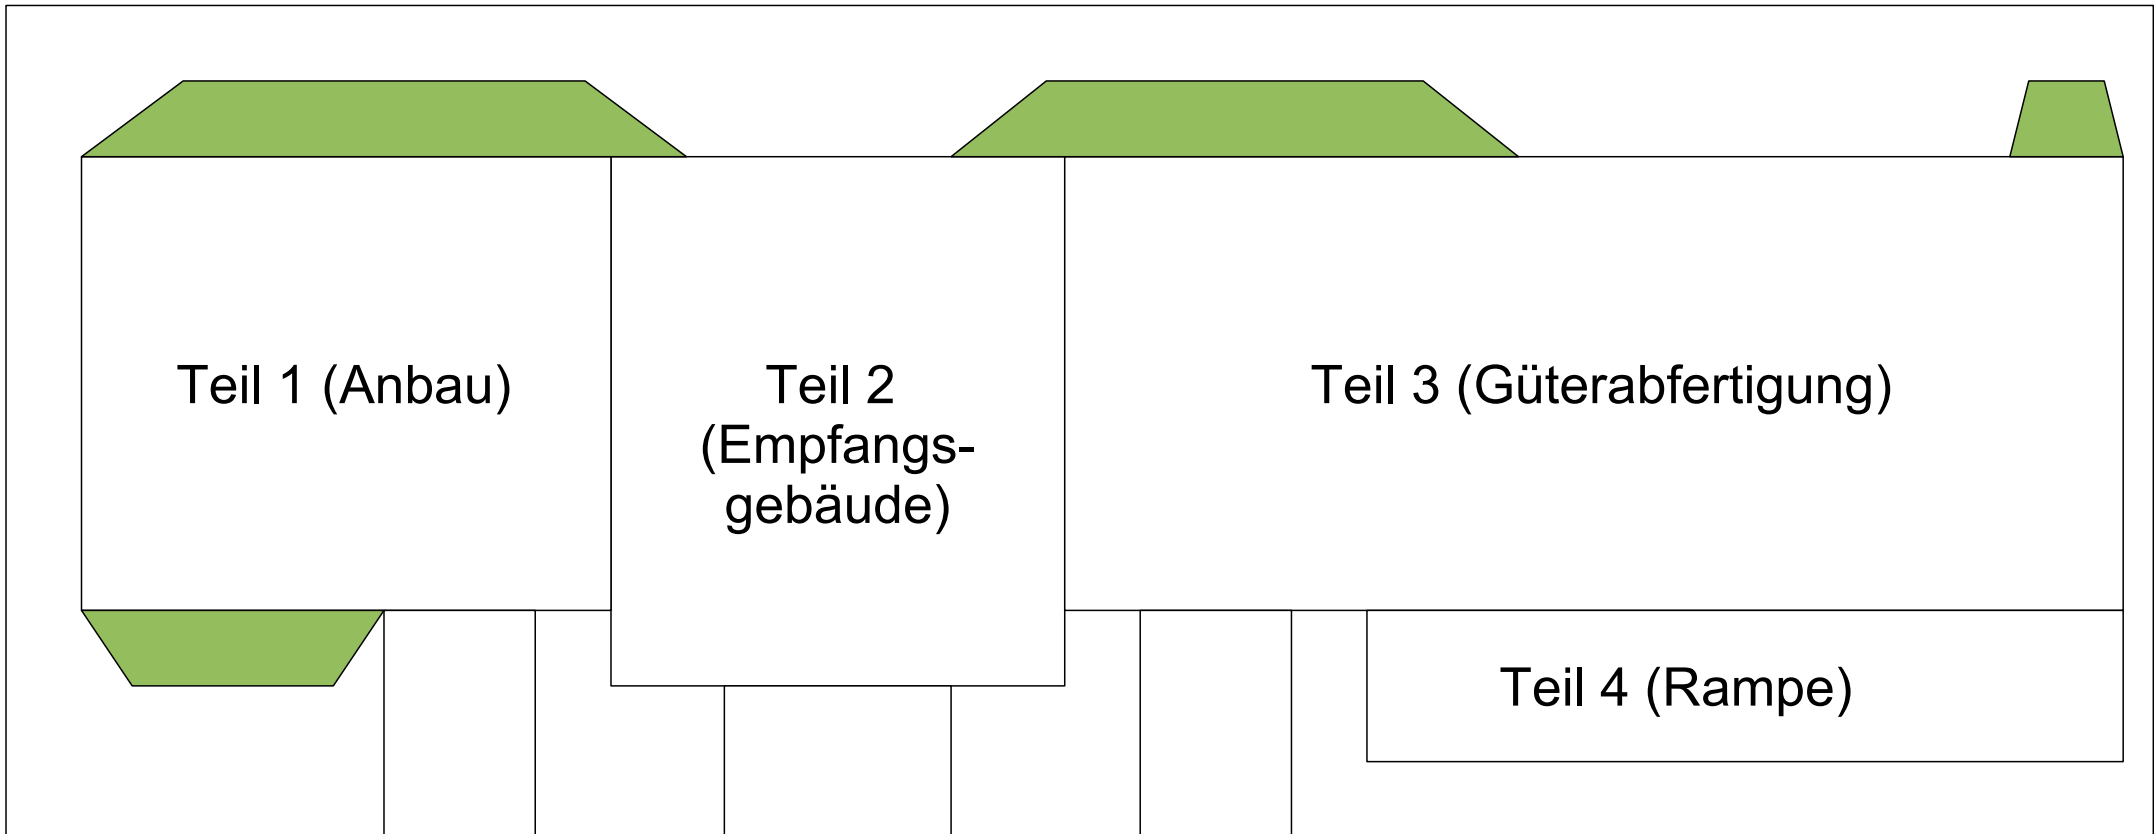 Teil 1 (Anbau)
Teil 2
(Empfangs-
gebäude)
Teil 3 (Güterabfertigung)
Teil 4 (Rampe)